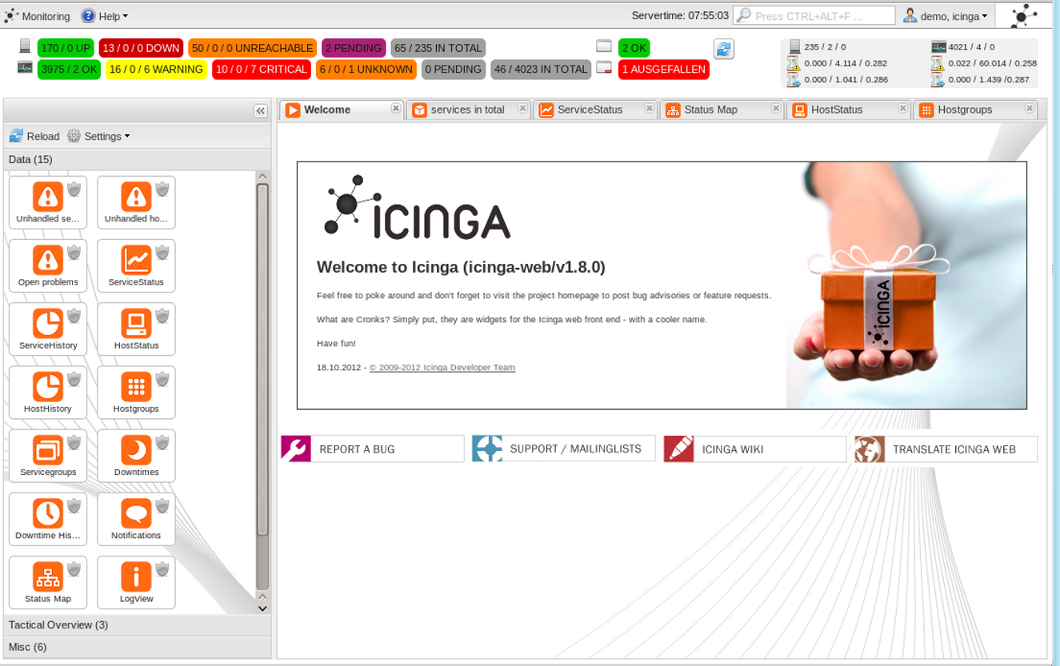 Monitoring Help Servertime: 07:55:03 Press CTRL+ALT+F ... demo, icinga
170 / 0 UP 13 / 0 / 0 DOWN 50 / 0 / 0 UNREACHABLE 2 PENDING 65 / 235 IN TOTAL 2 OK 235 / 2 / 0 4021 / 4 / 0
0.000 / 4.114 / 0.282 0.022 / 60.014 / 0.258
3975 / 2 OK 16 / 0 / 6 WARNING 10 / 0 / 7 CRITICAL 6 / 0 / 1 UNKNOWN 0 PENDING 46 / 4023 IN TOTAL 1 AUSGEFALLEN 0.000 / 1.041 / 0.286 0.000 / 1.439 /0.287
Welcome services in total ServiceStatus Status Map HostStatus Hostgroups
Reload Settings
Data (15)
Unhandled se... Unhandled ho...
Open problems ServiceStatus
ServiceHistory HostStatus
HostHistory Hostgroups
Servicegroups Downtimes
Downtime His... Notifications
Status Map LogView
Tactical Overview (3)
Misc (6)
ICINGA
Welcome to Icinga (icinga-web/v1.8.0)
Feel free to poke around and don't forget to visit the project homepage to post bug advisories or feature requests.
What are Cronks? Simply put, they are widgets for the Icinga web front end - with a cooler name.
Have fun!
18.10.2012 - © 2009-2012 Icinga Developer Team
ICINGA
REPORT A BUG SUPPORT / MAILINGLISTS ICINGA WIKI TRANSLATE ICINGA WEB